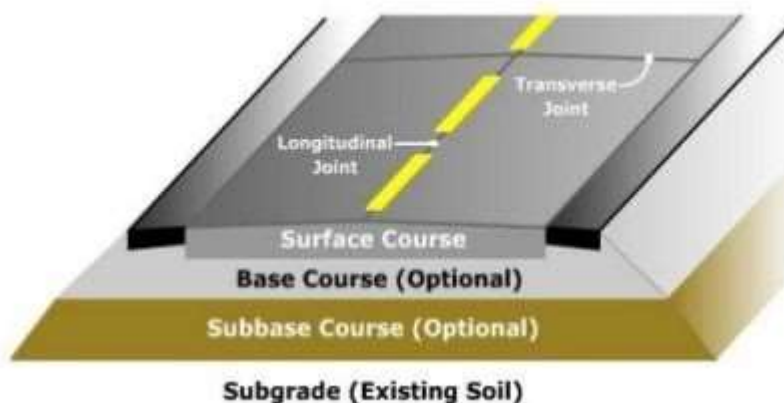 Transverse
Joint
Longitudinal
Joint
Surface Course
Base Course (Optional)
Subbase Course (Optional)
Subgrade (Existing Soil)